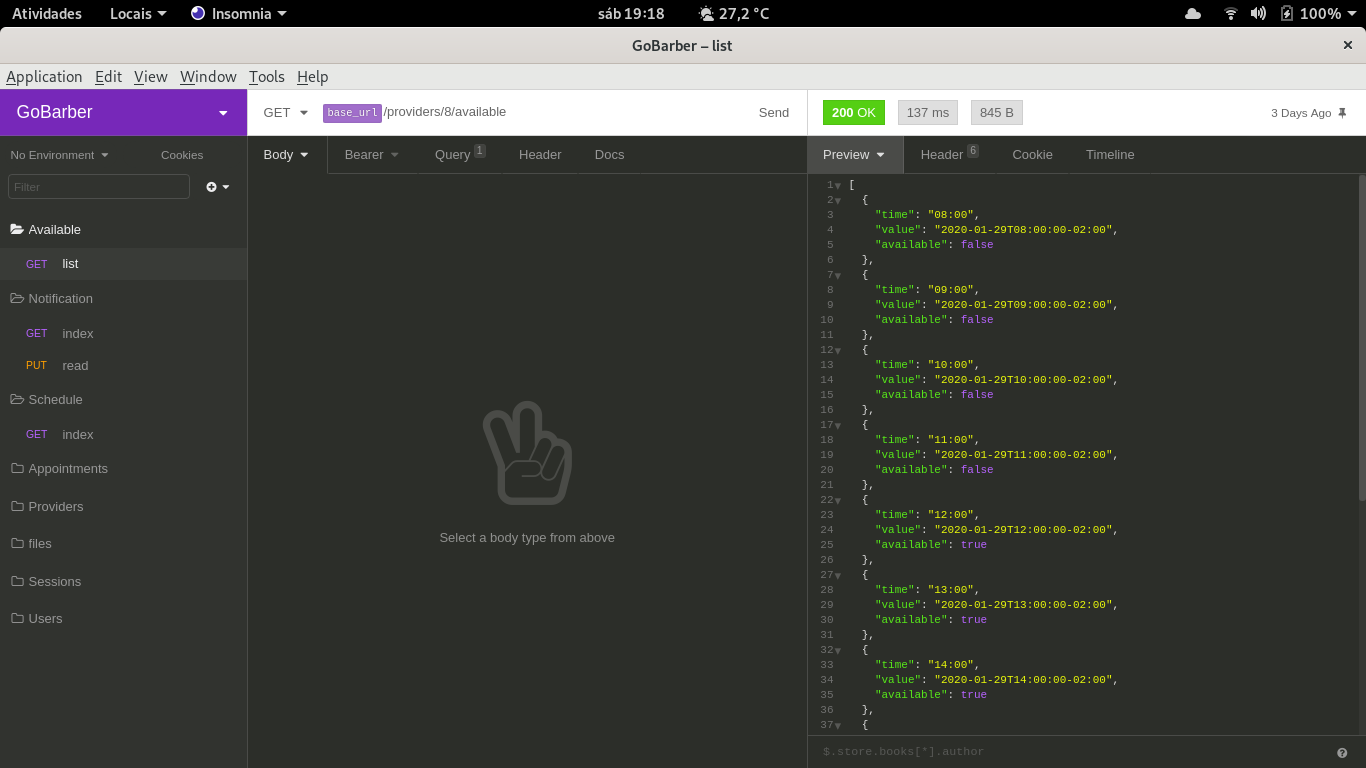 Atividades Locais Insomnia sáb 19:18 27,2 °C 100%
GoBarber – list
Application Edit View Window Tools Help
GoBarber
GET base_url/providers/8/available Send
200 OK 137 ms 845 B 3 Days Ago
No Environment Cookies
Filter
Available
GET list
Notification
GET index
PUT read
Schedule
GET index
Appointments
Providers
files
Sessions
Users
Body Bearer Query 1 Header Docs
Select a body type from above
Preview Header 6 Cookie Timeline
1 [
2 {
3 "time": "08:00",
4 "value": "2020-01-29T08:00:00-02:00",
5 "available": false
6 },
7 {
8 "time": "09:00",
9 "value": "2020-01-29T09:00:00-02:00",
10 "available": false
11 },
12 {
13 "time": "10:00",
14 "value": "2020-01-29T10:00:00-02:00",
15 "available": false
16 },
17 {
18 "time": "11:00",
19 "value": "2020-01-29T11:00:00-02:00",
20 "available": false
21 },
22 {
23 "time": "12:00",
24 "value": "2020-01-29T12:00:00-02:00",
25 "available": true
26 },
27 {
28 "time": "13:00",
29 "value": "2020-01-29T13:00:00-02:00",
30 "available": true
31 },
32 {
33 "time": "14:00",
34 "value": "2020-01-29T14:00:00-02:00",
35 "available": true
36 },
37 {
$.store.books[*].author